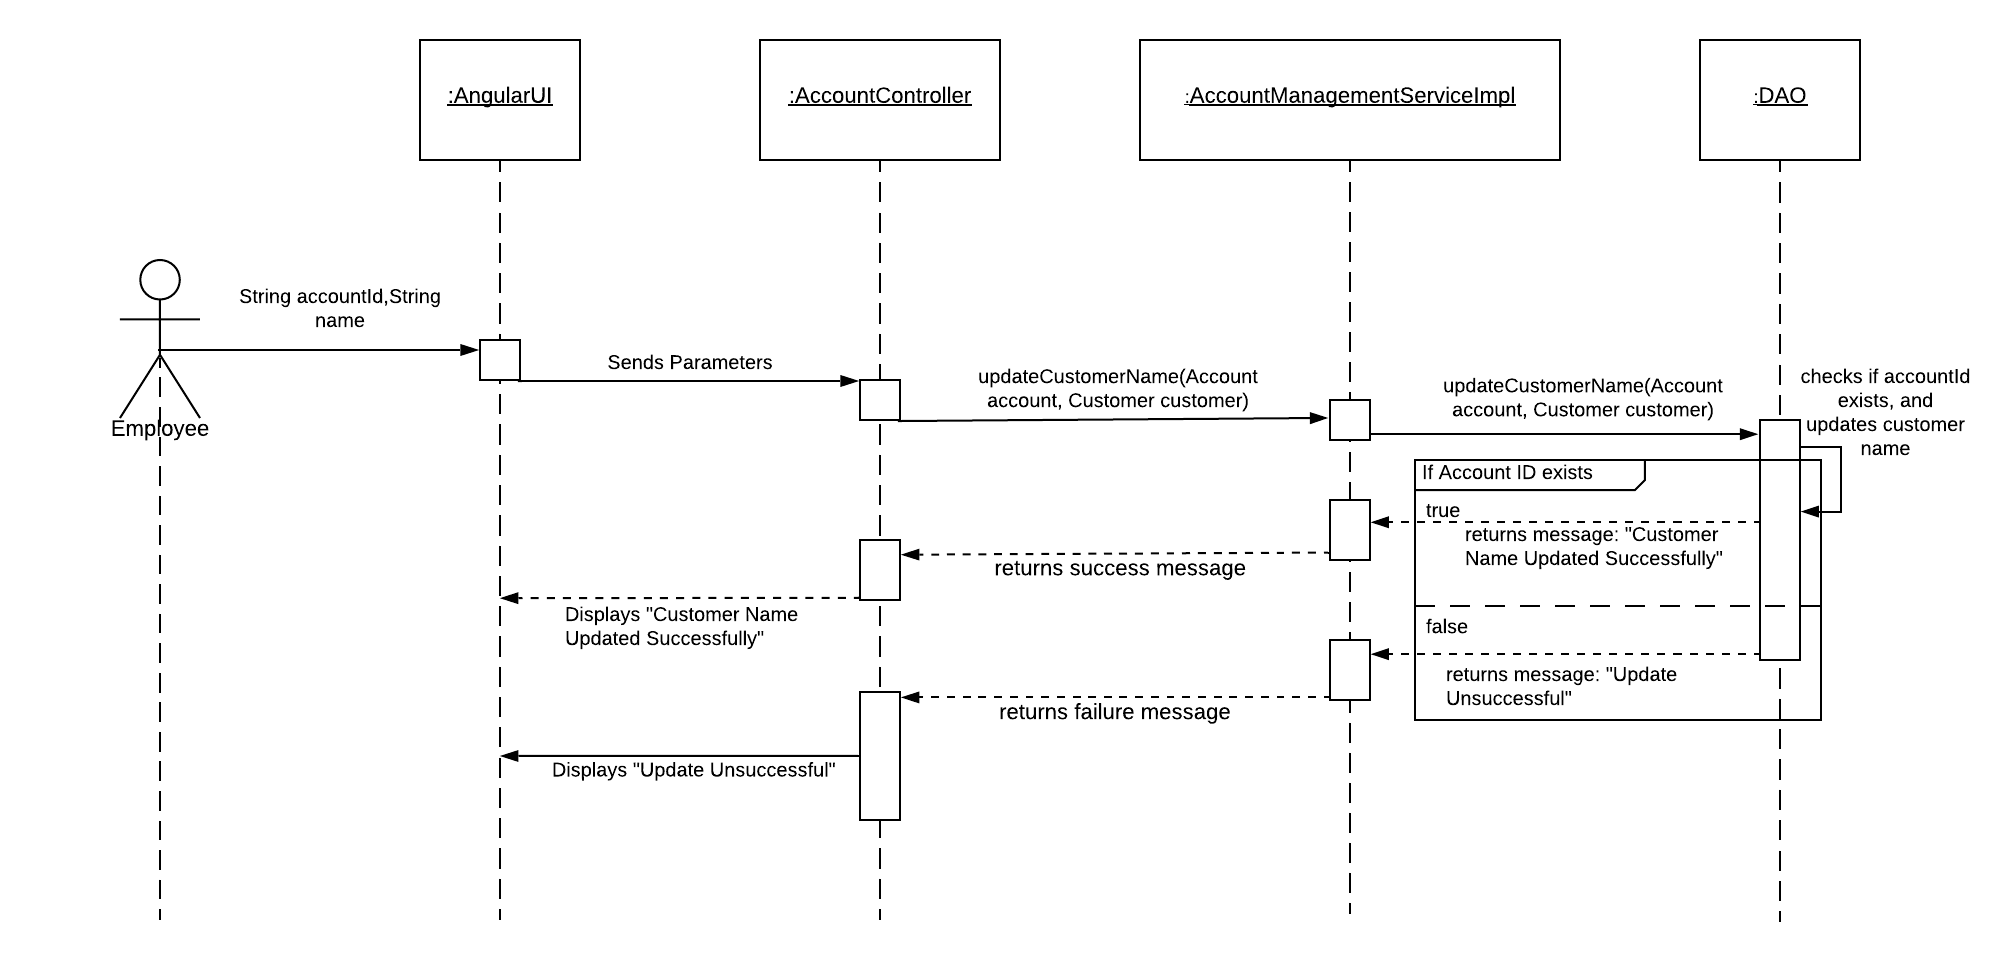 :AngularUI
:AccountController
:AccountManagementServiceImpl
:DAO
String accountId,String
name
Employee
Sends Parameters
updateCustomerName(Account
account, Customer customer)
updateCustomerName(Account
account, Customer customer)
checks if accountId
exists, and
updates customer
name
If Account ID exists
true
returns message: "Customer
Name Updated Successfully"
returns success message
Displays "Customer Name
Updated Successfully"
false
returns message: "Update
Unsuccessful"
returns failure message
Displays "Update Unsuccessful"